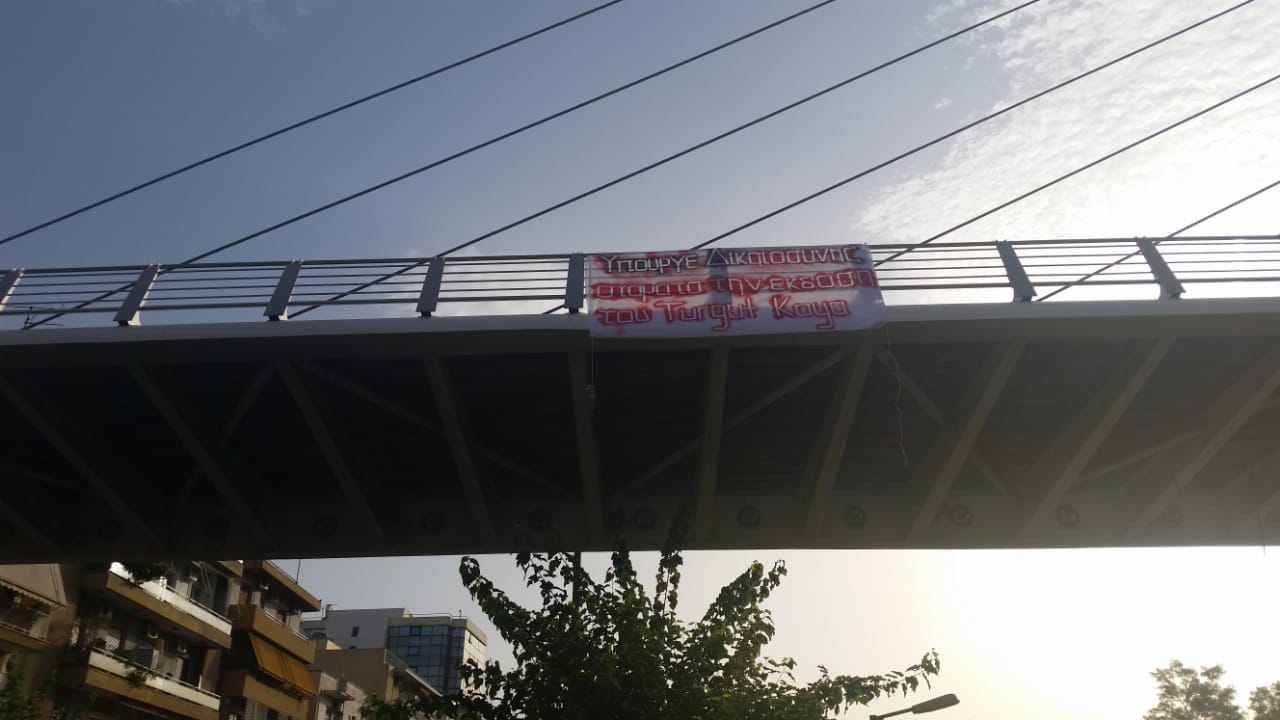 Υπουργε Δικαιοσυνης
σταματα την εκδοση
του Turgut Kaya